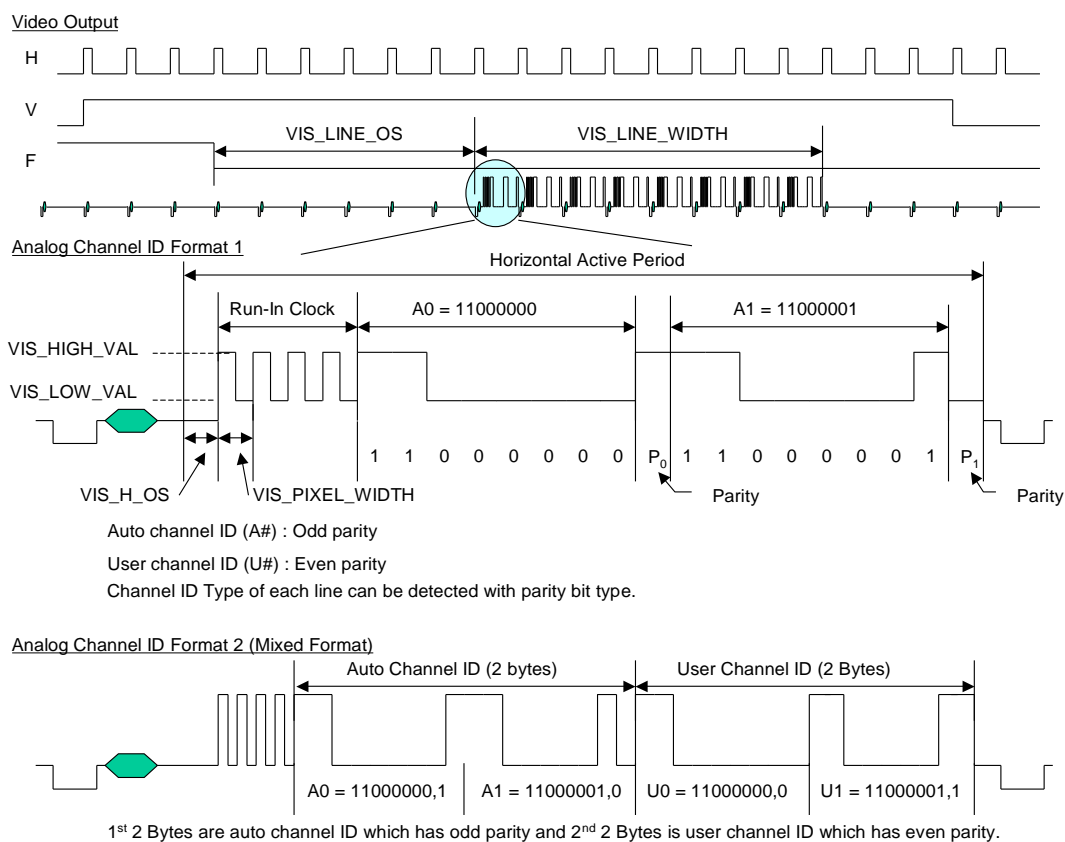 Video Output
H
V
VIS_LINE_OS VIS_LINE_WIDTH
F
Analog Channel ID Format 1
Horizontal Active Period
Run-In Clock A0 = 11000000 A1 = 11000001
VIS_HIGH_VAL
VIS_LOW_VAL
1 1 0 0 0 0 0 0 P0 1 1 0 0 0 0 0 1 P1
VIS_H_OS VIS_PIXEL_WIDTH Parity Parity
Auto channel ID (A#) : Odd parity
User channel ID (U#) : Even parity
Channel ID Type of each line can be detected with parity bit type.
Analog Channel ID Format 2 (Mixed Format)
Auto Channel ID (2 bytes) User Channel ID (2 Bytes)
A0 = 11000000,1 A1 = 11000001,0 U0 = 11000000,0 U1 = 11000001,1
1st 2 Bytes are auto channel ID which has odd parity and 2nd 2 Bytes is user channel ID which has even parity.